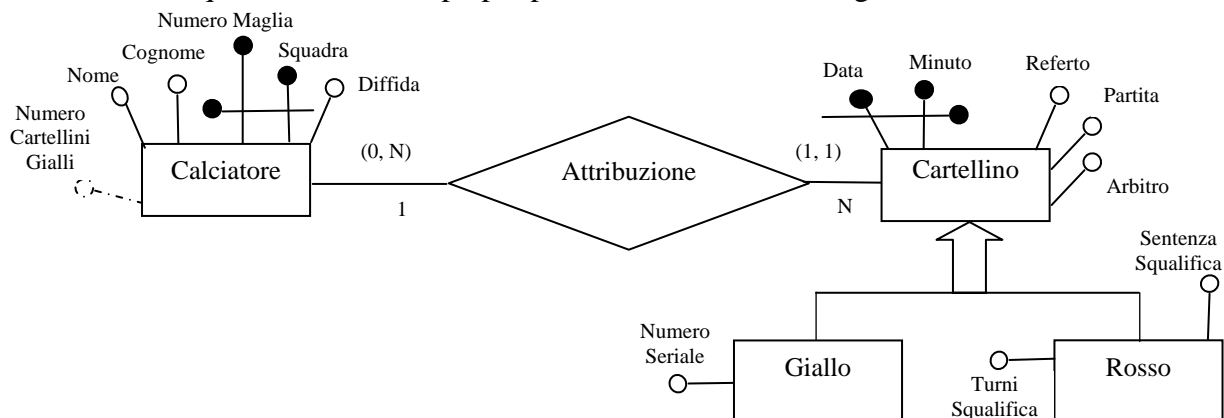 Numero Maglia
Cognome
Squadra
Nome
Diffida
Numero
Cartellini
Gialli
Calciatore
(0, N)
1
Attribuzione
(1, 1)
N
Data
Minuto
Referto
Partita
Cartellino
Arbitro
Sentenza
Squalifica
Numero
Seriale
Giallo
Turni
Squalifica
Rosso